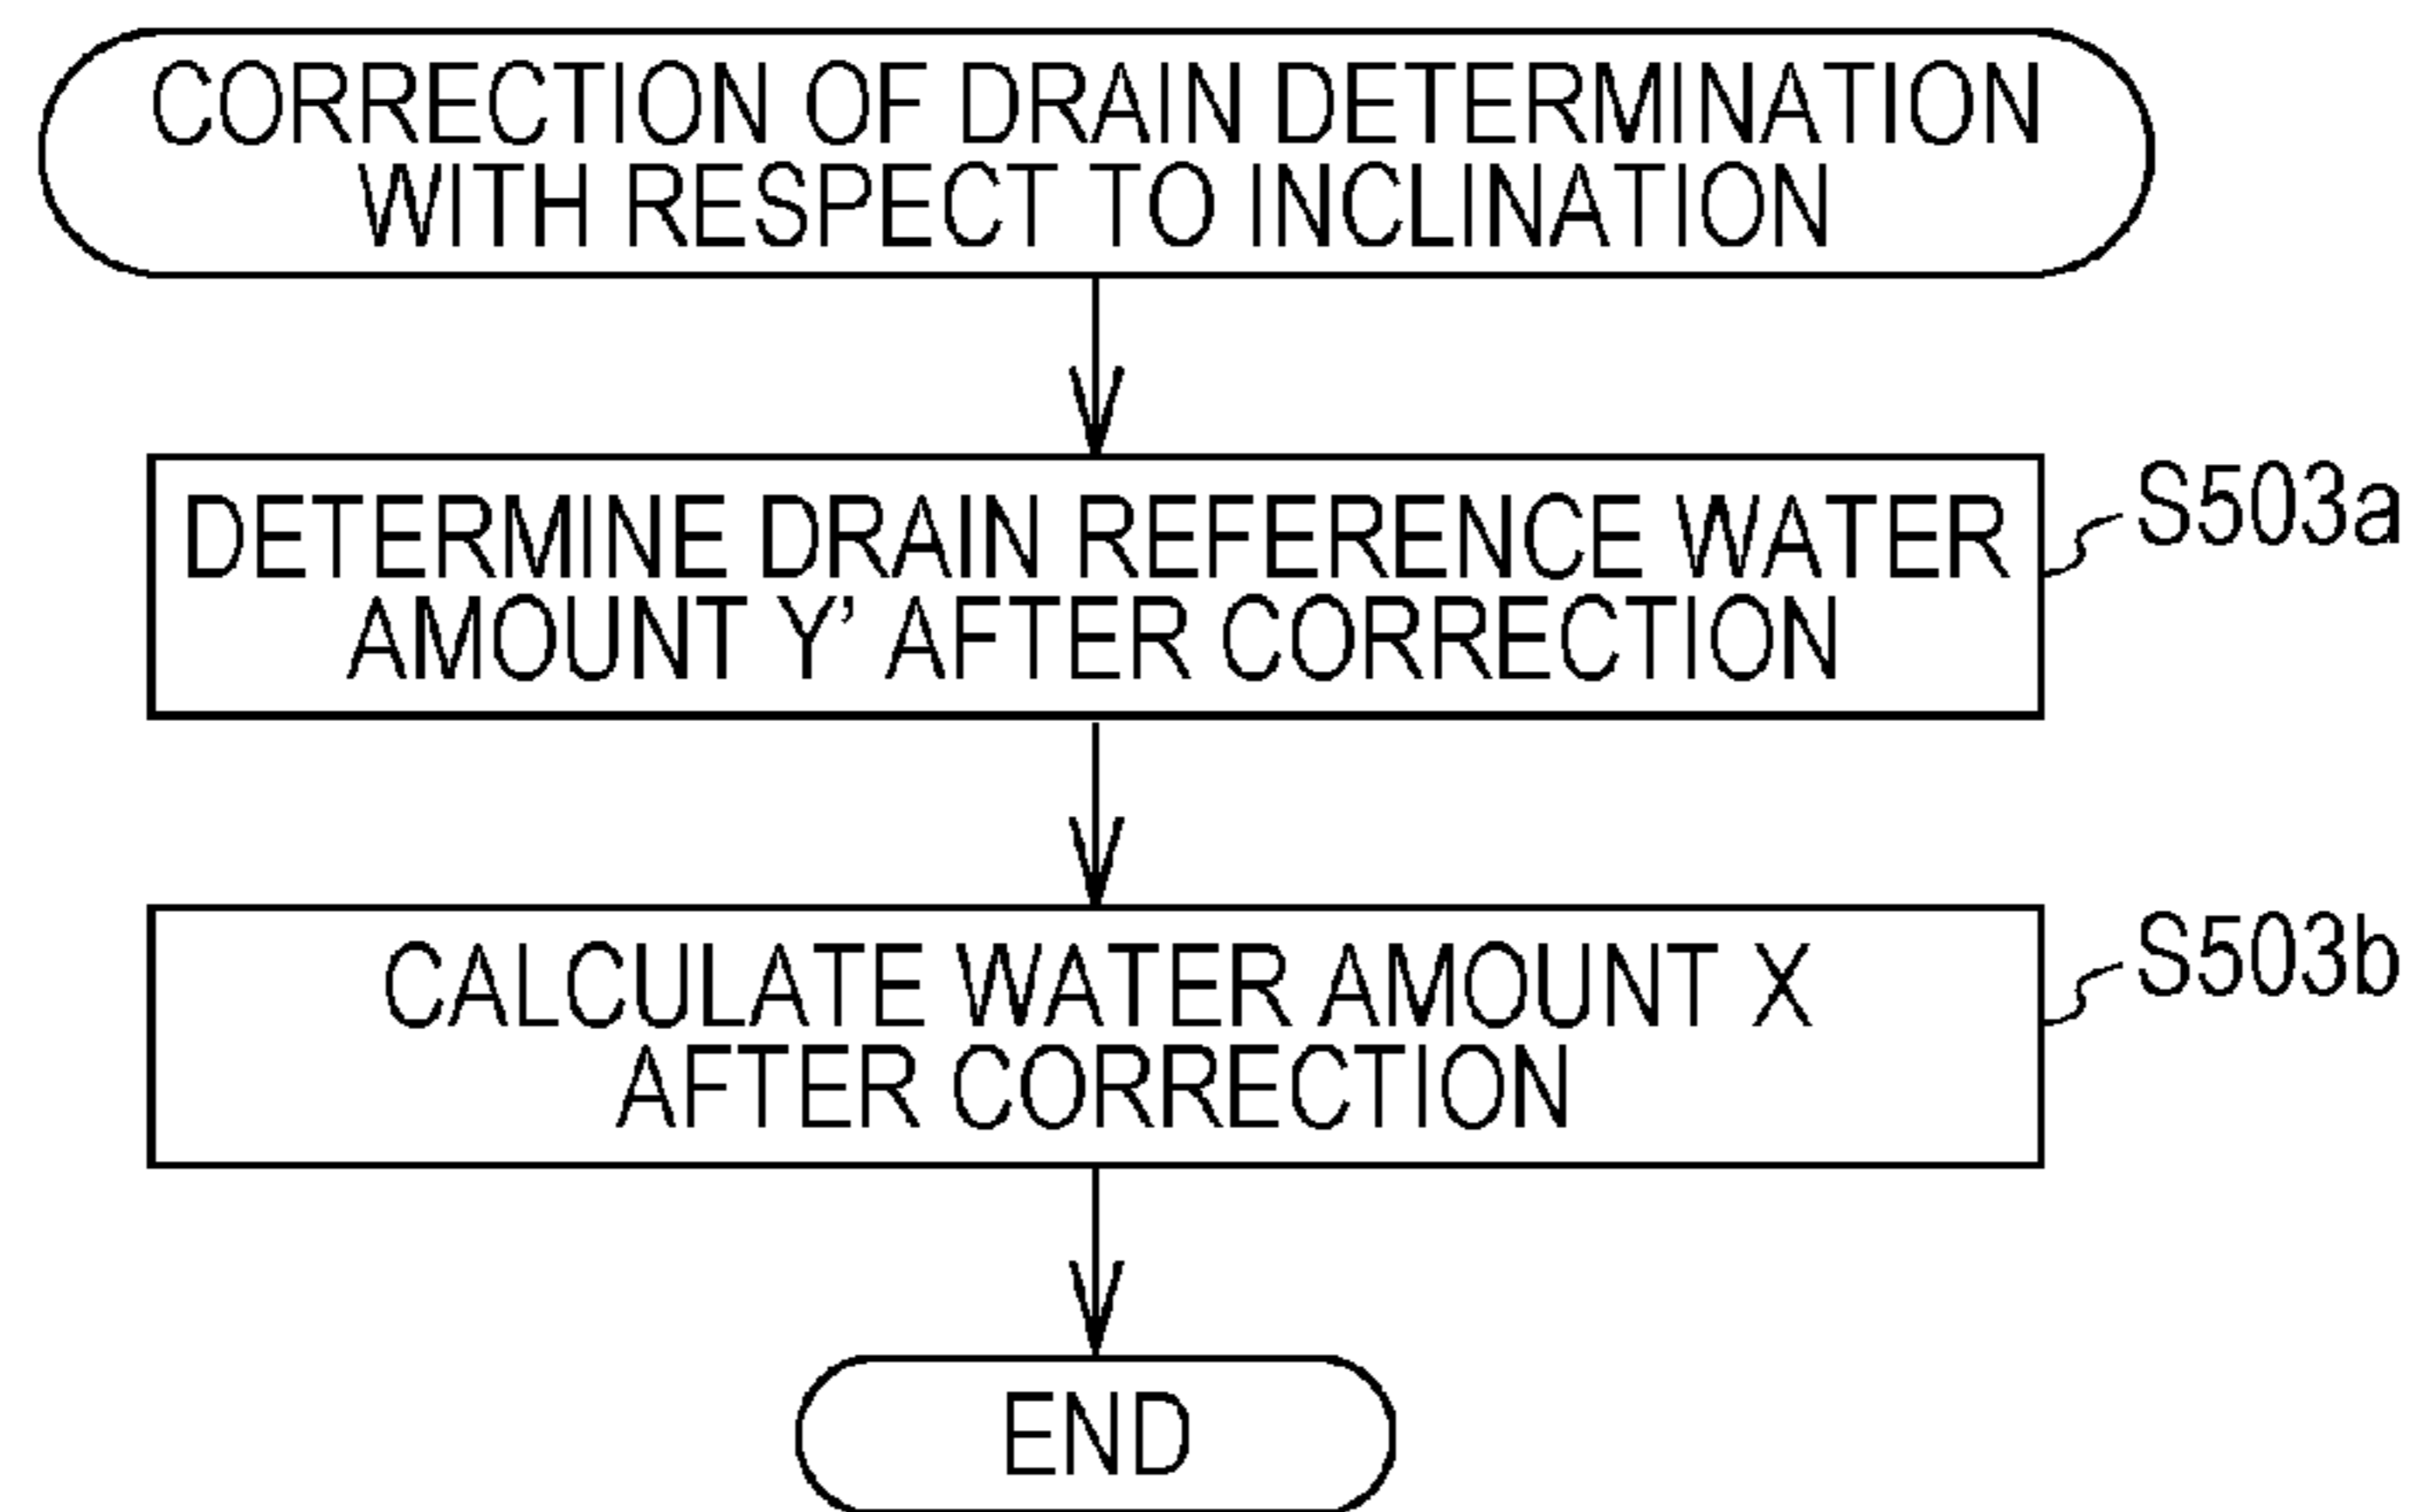 CORRECTION OF DRAIN DETERMINATION
WITH RESPECT TO INCLINATION
DETERMINE DRAIN REFERENCE WATER
AMOUNT Y' AFTER CORRECTION
S503a
CALCULATE WATER AMOUNT X
AFTER CORRECTION
S503b
END